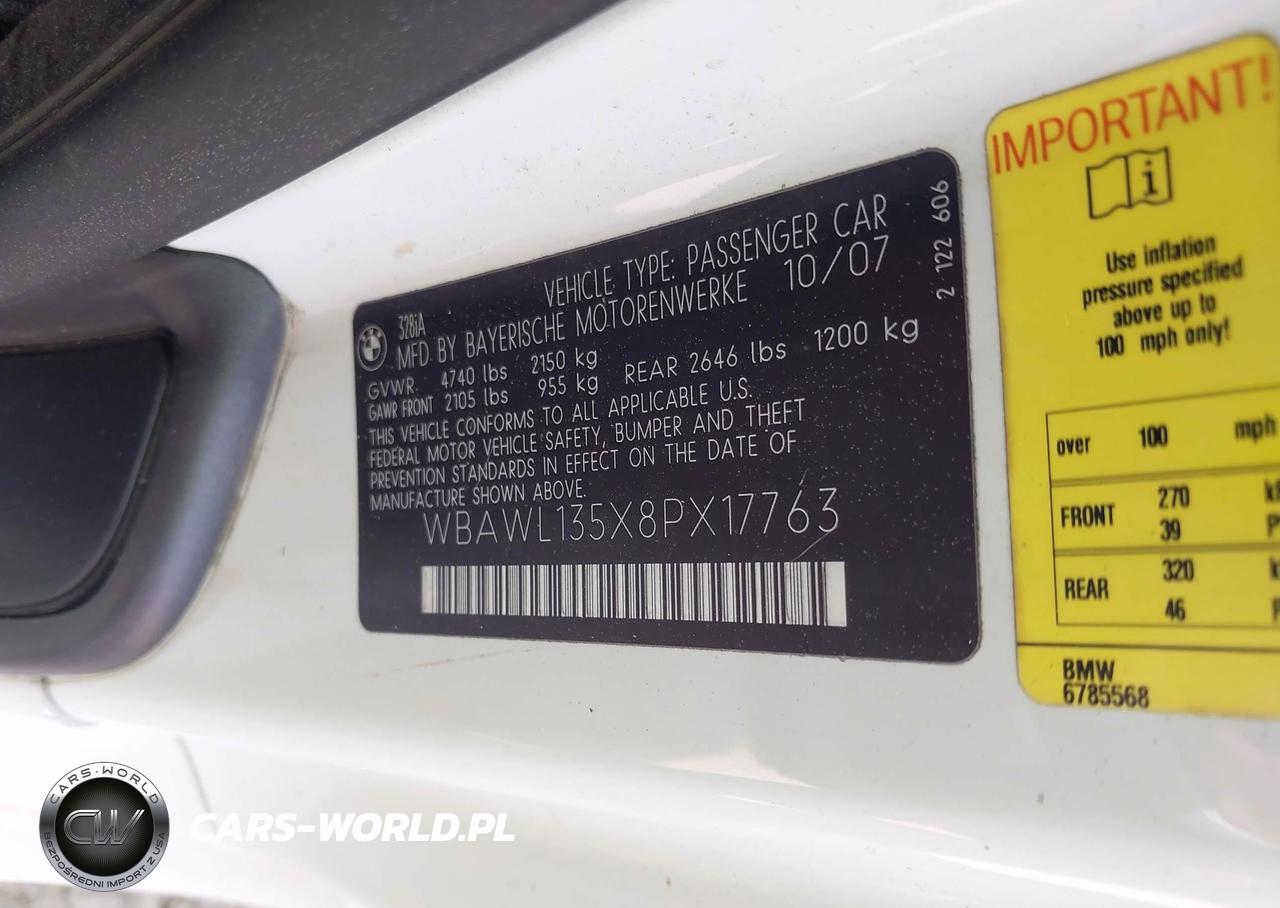 VEHICLE TYPE: PASSENGER CAR
328iA
MFD. BY BAYERISCHE MOTORENWERKE 10/07
GVWR. 4740 lbs 2150 kg
GAWR FRONT 2105 lbs 955 kg REAR 2646 lbs 1200 kg
THIS VEHICLE CONFORMS TO ALL APPLICABLE U.S.
FEDERAL MOTOR VEHICLE SAFETY, BUMPER AND THEFT
PREVENTION STANDARDS IN EFFECT ON THE DATE OF
MANUFACTURE SHOWN ABOVE.
WBAWL135X8PX17763
2 122 606
IMPORTANT!
i
Use inflation
pressure specified
above up to
100 mph only!
over 100 mph
FRONT 270
39
REAR 320
46
BMW
6785568
CARS-WORLD
CW
BEZPOŚREDNI IMPORT Z USA
CARS-WORLD.PL